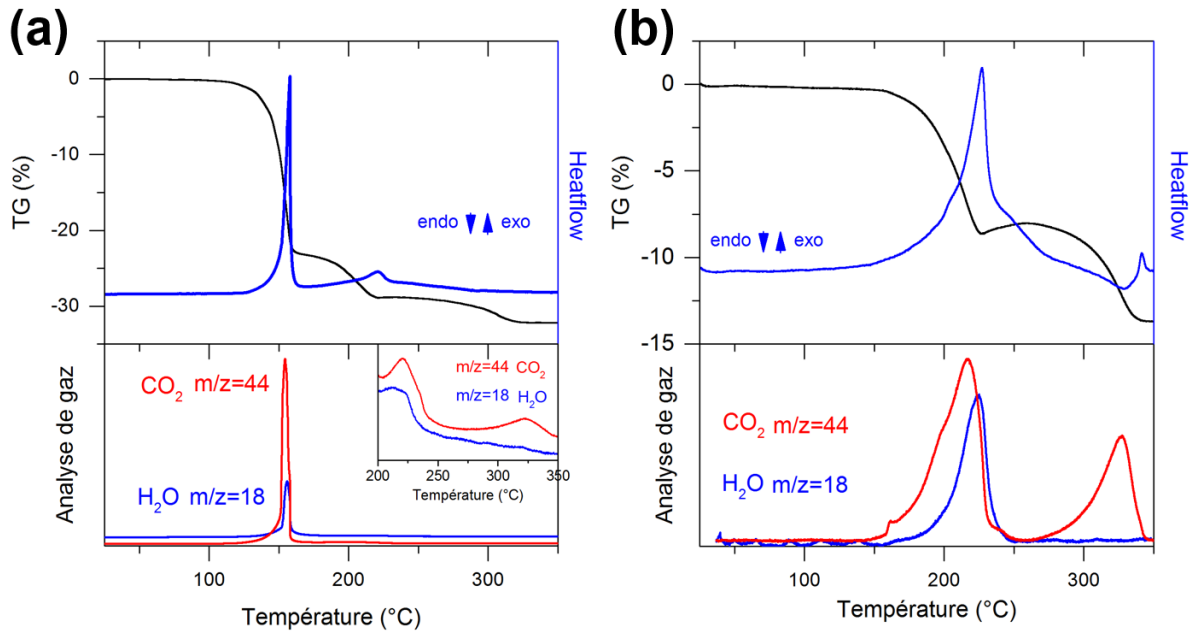 (a)
0
-10
-20
-30
TG (%)
endo exo
Heatflow
CO2 m/z=44
H2O m/z=18
Analyse de gaz
m/z=44 CO2
m/z=18 H2O
200 250 300 350
Température (°C)
100 200 300
Température (°C)
(b)
0
-5
-10
-15
TG (%)
endo exo
Heatflow
CO2 m/z=44
H2O m/z=18
Analyse de gaz
100 200 300
Température (°C)